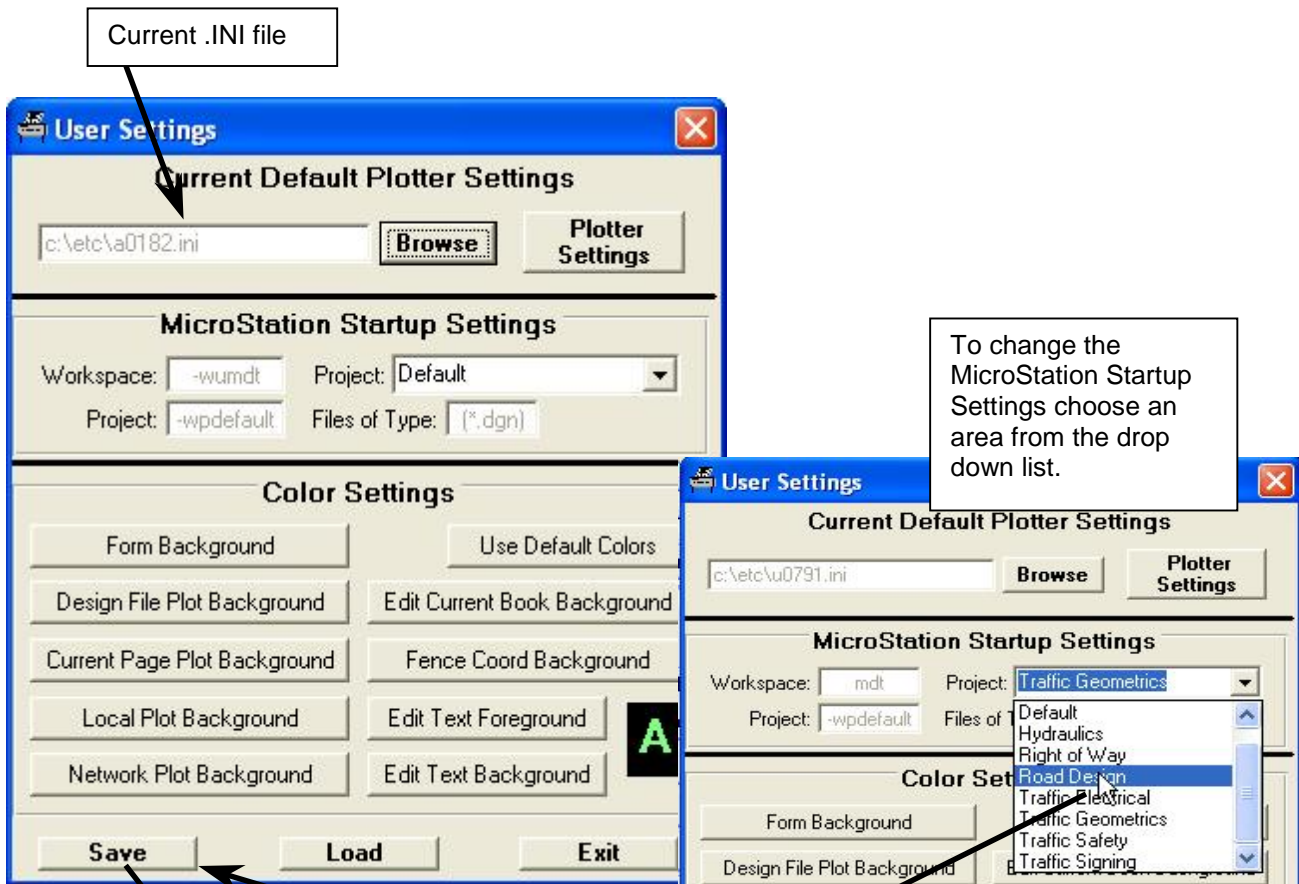 Current .INI file
User Settings
Current Default Plotter Settings
c:\etc\a0182.ini
Browse
Plotter
Settings
MicroStation Startup Settings
Workspace: -wumdt Project: Default
Project: -wpdefault Files of Type: (*.dgn)
Color Settings
Form Background Use Default Colors
Design File Plot Background Edit Current Book Background
Current Page Plot Background Fence Coord Background
Local Plot Background Edit Text Foreground
A
Network Plot Background Edit Text Background
Save Load Exit
To change the
MicroStation Startup
Settings choose an
area from the drop
down list.
User Settings
Current Default Plotter Settings
c:\etc\u0791.ini
Browse
Plotter
Settings
MicroStation Startup Settings
Workspace: mdt Project: Traffic Geometrics
Project: -wpdefault Files of
Default
Hydraulics
Right of Way
Road Design
Traffic Electrical
Traffic Geometrics
Traffic Safety
Traffic Signing
Color Set
Form Background
Design File Plot Background